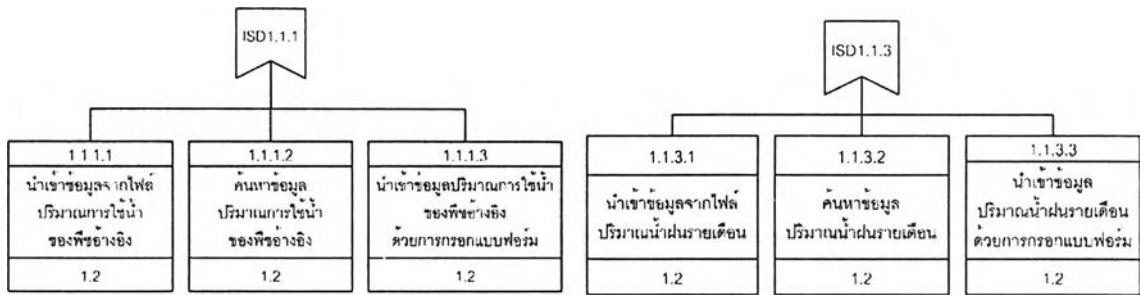 ISD1.1.1
1.1.1.1
นำเข้าข้อมูลจากไฟล์
ปริมาณการใช้น้ำ
ของพืชอ้างอิง
1.2
1.1.1.2
ค้นหาข้อมูล
ปริมาณการใช้น้ำ
ของพืชอ้างอิง
1.2
1.1.1.3
นำเข้าข้อมูลปริมาณการใช้น้ำ
ของพืชอ้างอิง
ด้วยการกรอกแบบฟอร์ม
1.2
ISD1.1.3
1.1.3.1
นำเข้าข้อมูลจากไฟล์
ปริมาณน้ำฝนรายเดือน
1.2
1.1.3.2
ค้นหาข้อมูล
ปริมาณน้ำฝนรายเดือน
1.2
1.1.3.3
นำเข้าข้อมูล
ปริมาณน้ำฝนรายเดือน
ด้วยการกรอกแบบฟอร์ม
1.2